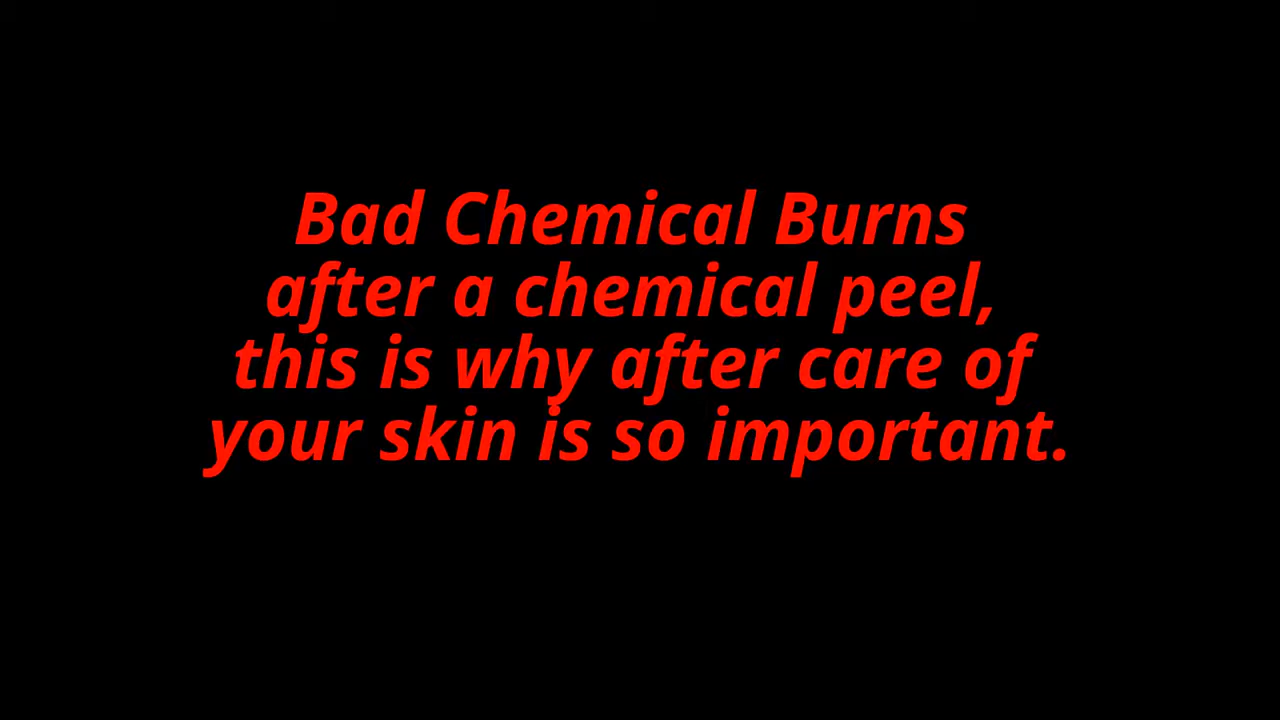 Bad Chemical Burns
after a chemical peel,
this is why after care of
your skin is so important.